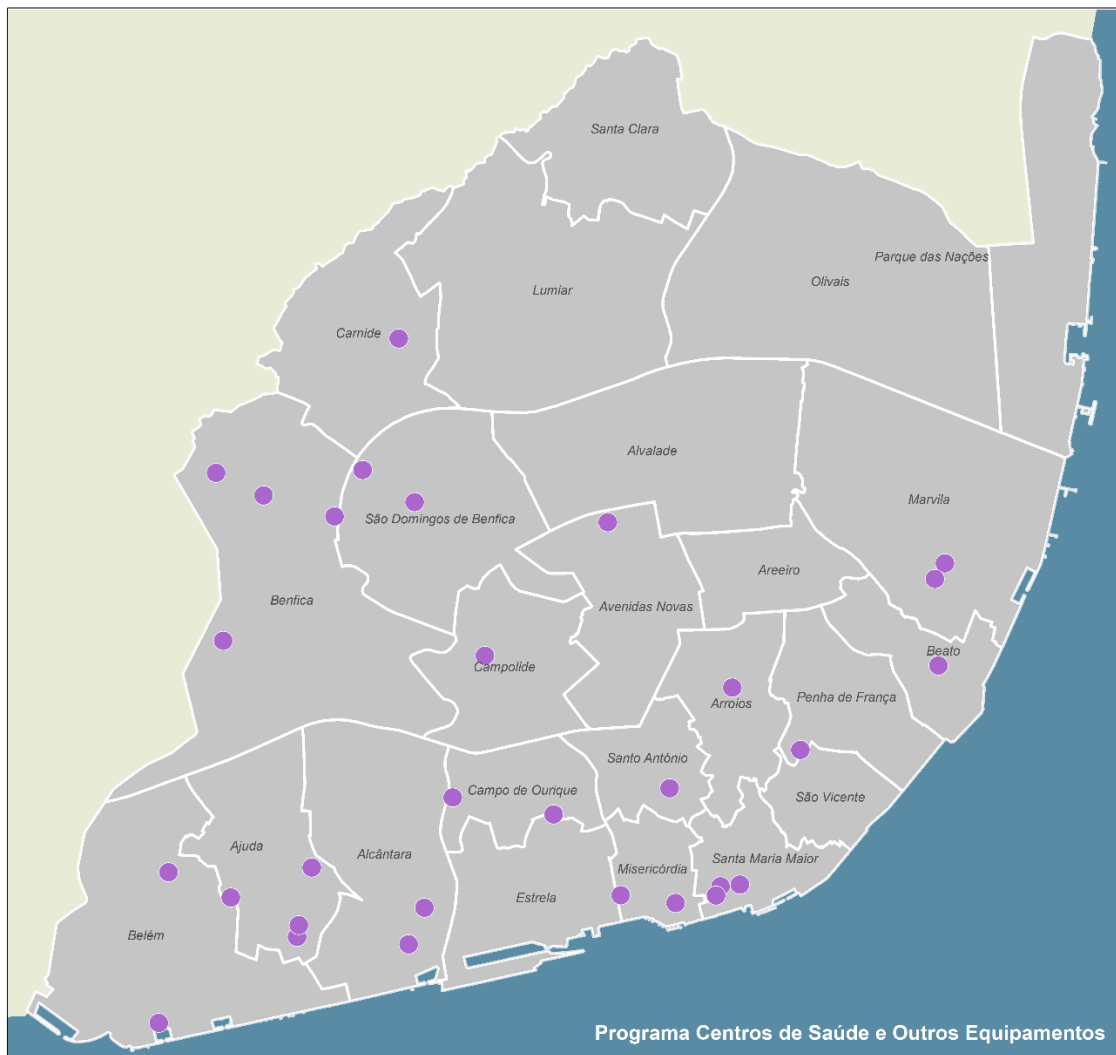 Santa Clara
Parque das Nações
Olivais
Lumiar
Carnide
Alvalade
Marvila
São Domingos de Benfica
Areeiro
Benfica
Avenidas Novas
Beato
Campolide
Penha de França
Arroios
Santo António
Campo de Ourique
São Vicente
Ajuda
Alcântara
Santa Maria Maior
Misericórdia
Estrela
Belém
Programa Centros de Saúde e Outros Equipamentos